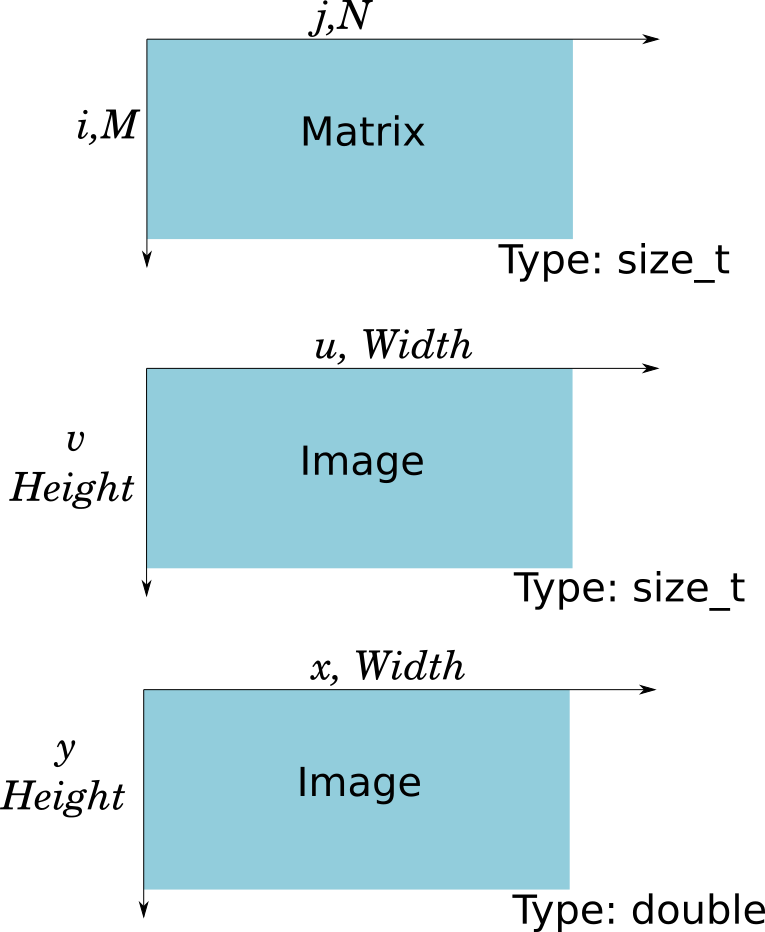 j,N
i,M
Matrix
Type: size_t
u, Width
v
Height
Image
Type: size_t
x, Width
y
Height
Image
Type: double